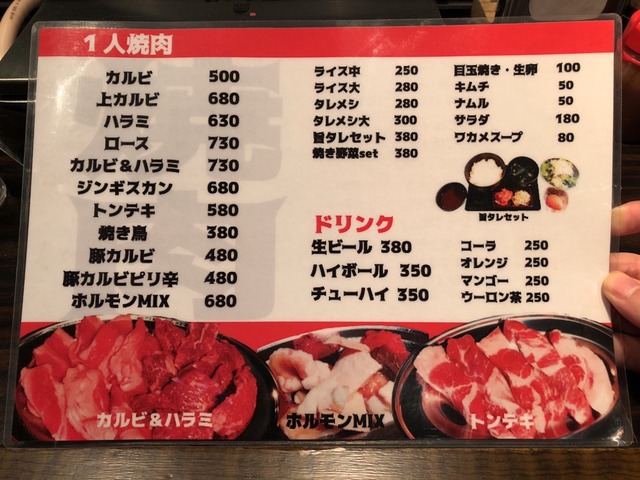 １人焼肉
カルビ 500
上カルビ 680
ハラミ 630
ロース 730
カルビ&ハラミ 730
ジンギスカン 680
トンテキ 580
焼き鳥 380
豚カルビ 480
豚カルビピリ辛 480
ホルモンMIX 680
ライス中 250
ライス大 280
タレメシ 280
タレメシ大 300
旨タレセット 380
焼き野菜set 380
目玉焼き・生卵 100
キムチ 50
ナムル 50
サラダ 180
ワカメスープ 80
旨タレセット
ドリンク
生ビール 380
ハイボール 350
チューハイ 350
コーラ 250
オレンジ 250
マンゴー 250
ウーロン茶 250
カルビ&ハラミ
ホルモンMIX
トンテキ